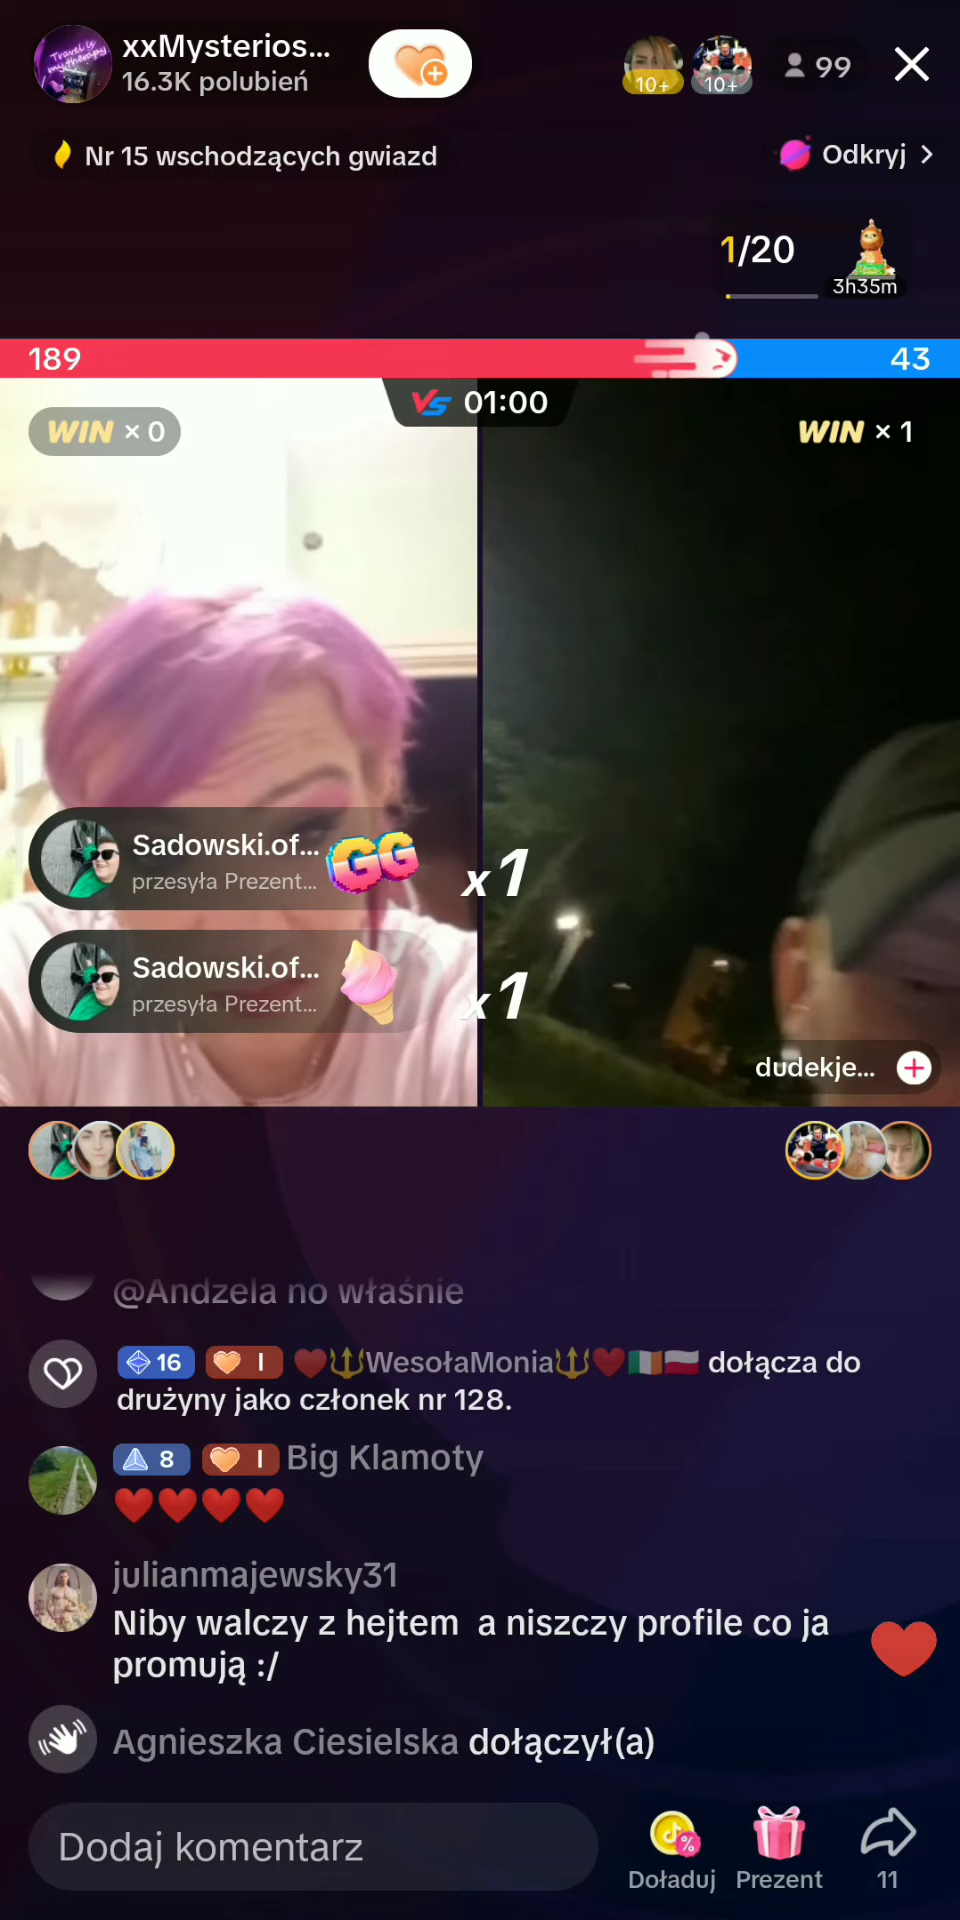 xxMysterios...
16.3K polubień
10+
10+
99
Nr 15 wschodzących gwiazd
Odkryj
1/20
3h35m
189
43
WIN × 0
VS 01:00
WIN × 1
Sadowski.of...
przesyła Prezent...
GG
x1
Sadowski.of...
przesyła Prezent...
x1
dudekje...
@Andzela no właśnie
16 I ❤️🔱WesołaMonia🔱❤️🇮🇪🇵🇱 dołącza do
drużyny jako członek nr 128.
8 I Big Klamoty
❤️❤️❤️❤️
julianmajewsky31
Niby walczy z hejtem  a niszczy profile co ja
promują :/
Agnieszka Ciesielska dołączył(a)
Dodaj komentarz
Doładuj
Prezent
11